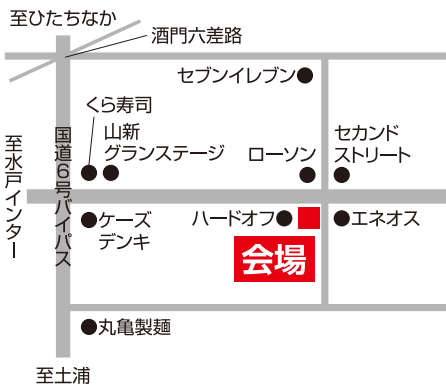 至ひたちなか
酒門六差路
セブンイレブン
くら寿司
山新
グランステージ
ローソン
セカンド
ストリート
至水戸インター
国道6号バイパス
ケーズ
デンキ
ハードオフ
エネオス
会場
丸亀製麺
至土浦